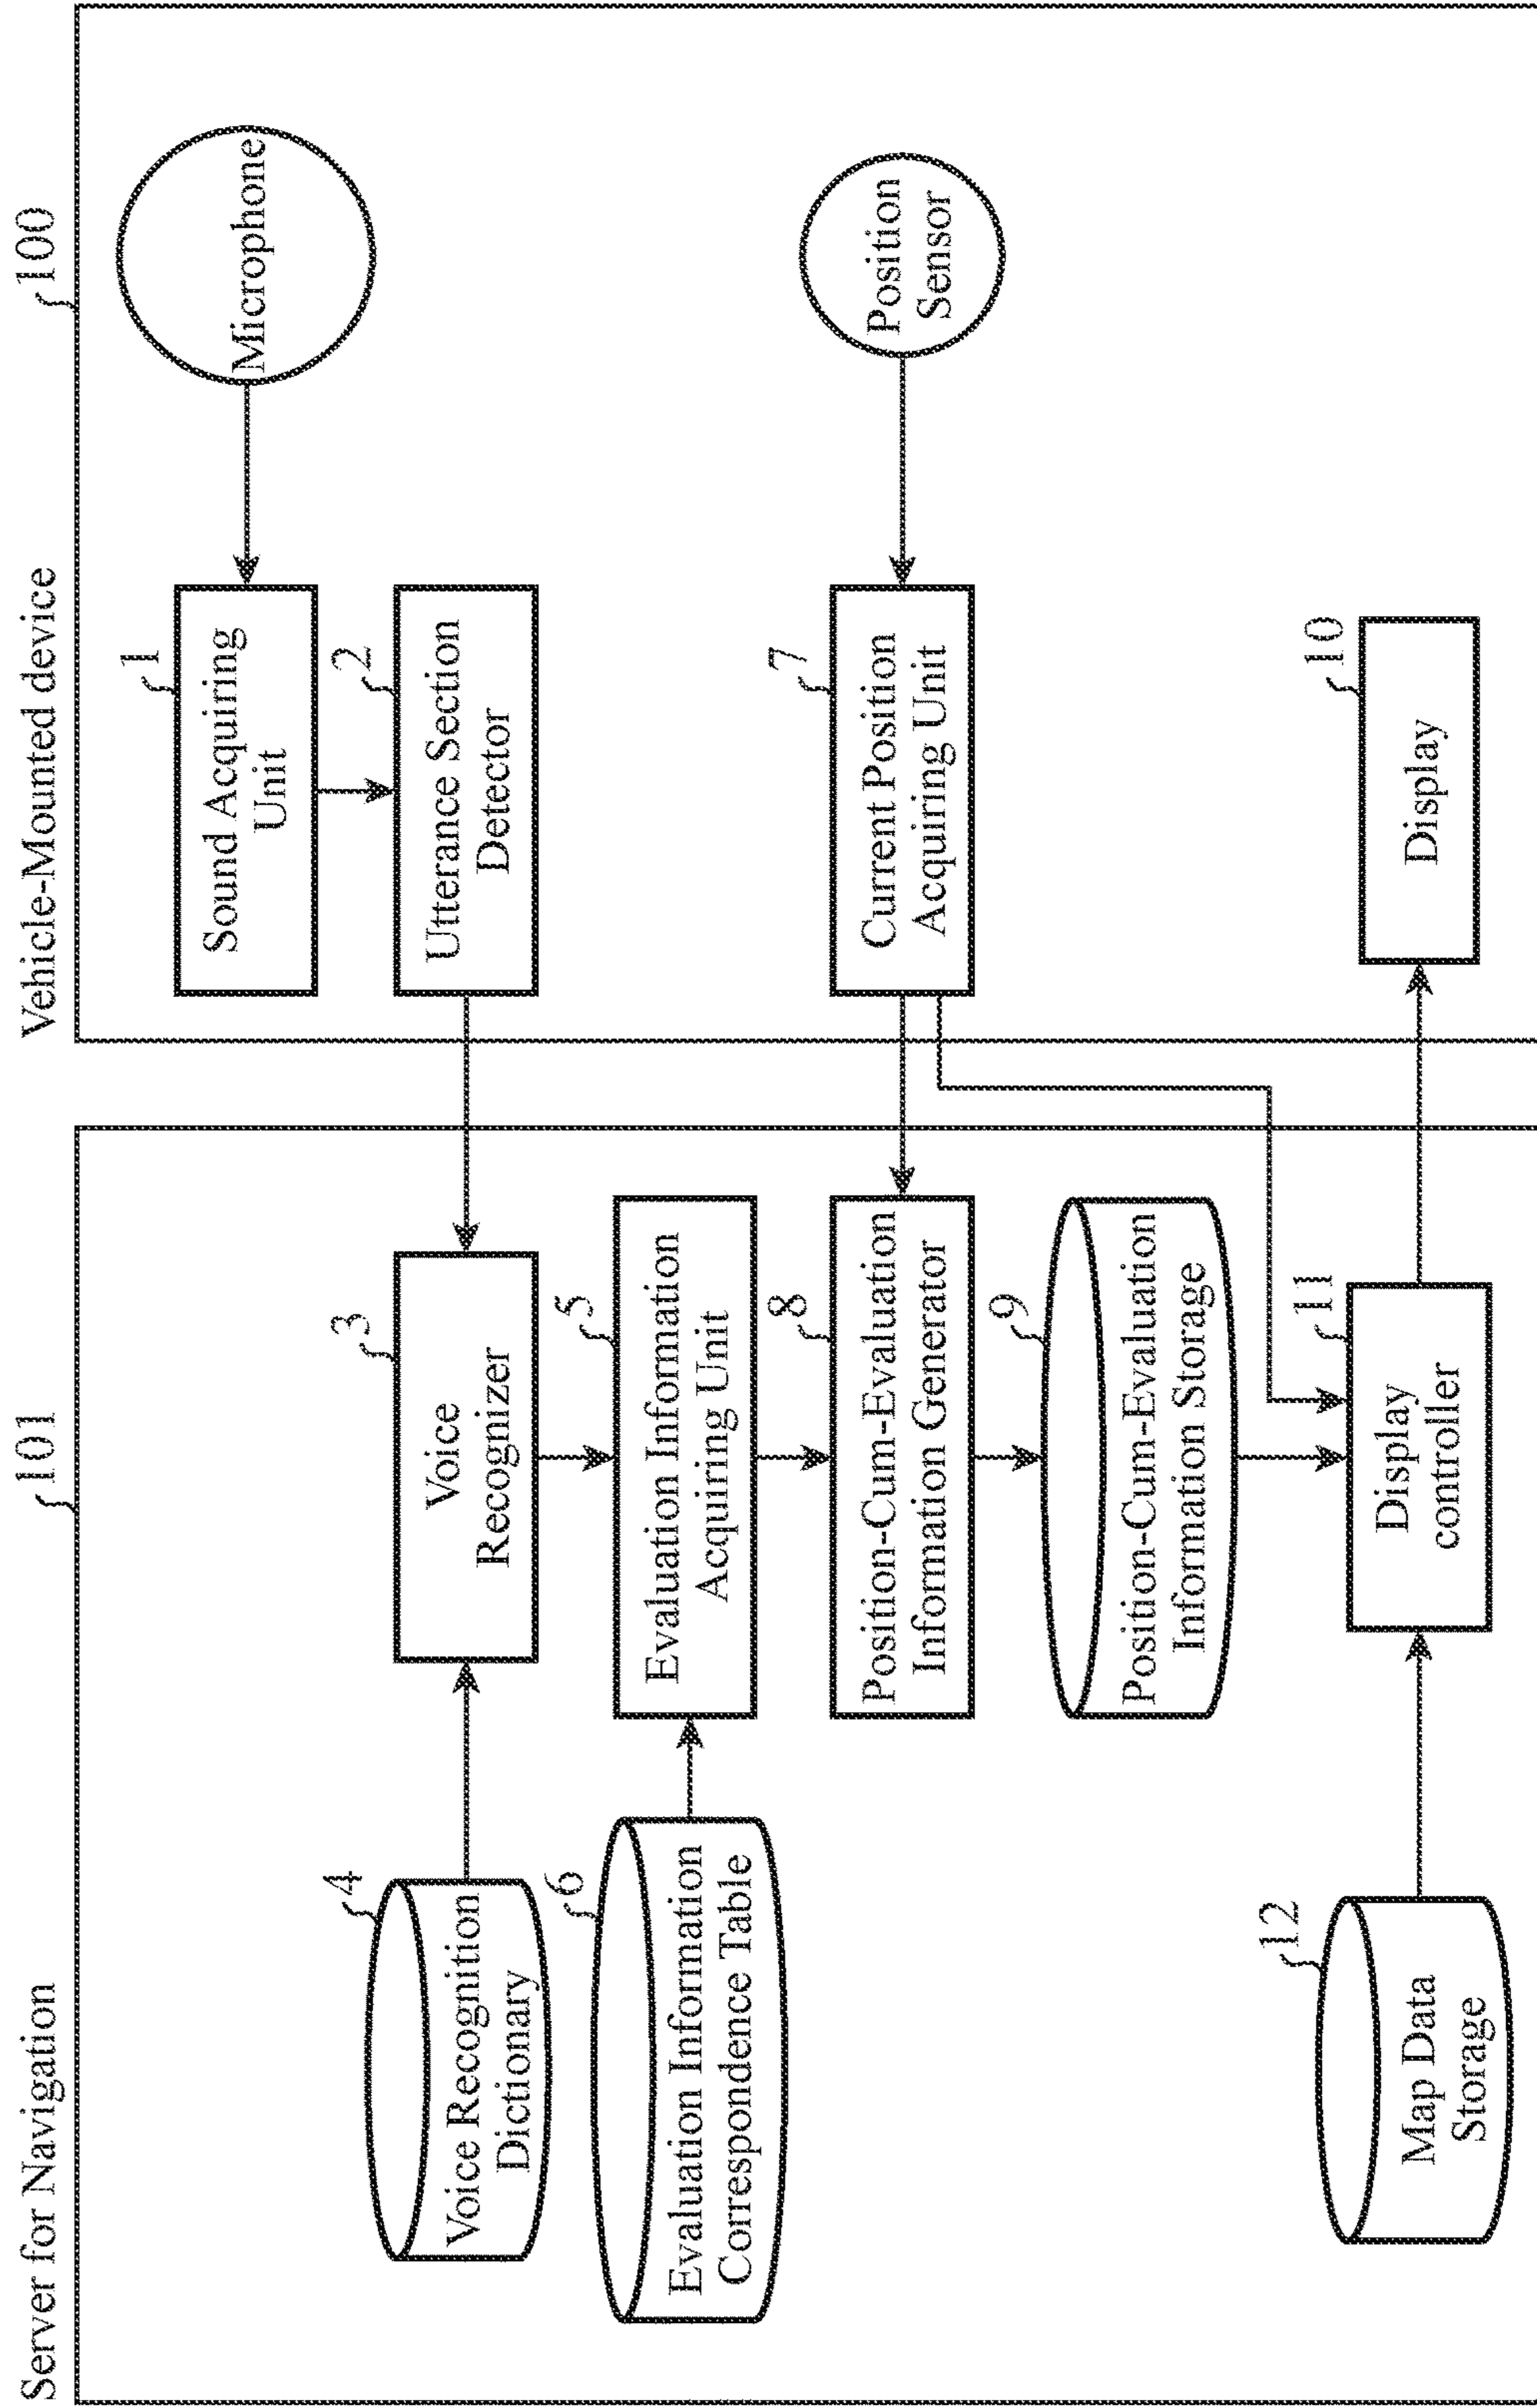 Server for Navigation
101
4
Voice Recognition
Dictionary
3
Voice
Recognizer
6
Evaluation Information
Correspondence Table
5
Evaluation Information
Acquiring Unit
8
Position-Cum-Evaluation
Information Generator
9
Position-Cum-Evaluation
Information Storage
12
Map Data
Storage
11
Display
controller
Vehicle-Mounted device
100
1
Sound Acquiring
Unit
Microphone
2
Utterance Section
Detector
7
Current Position
Acquiring Unit
Position
Sensor
10
Display